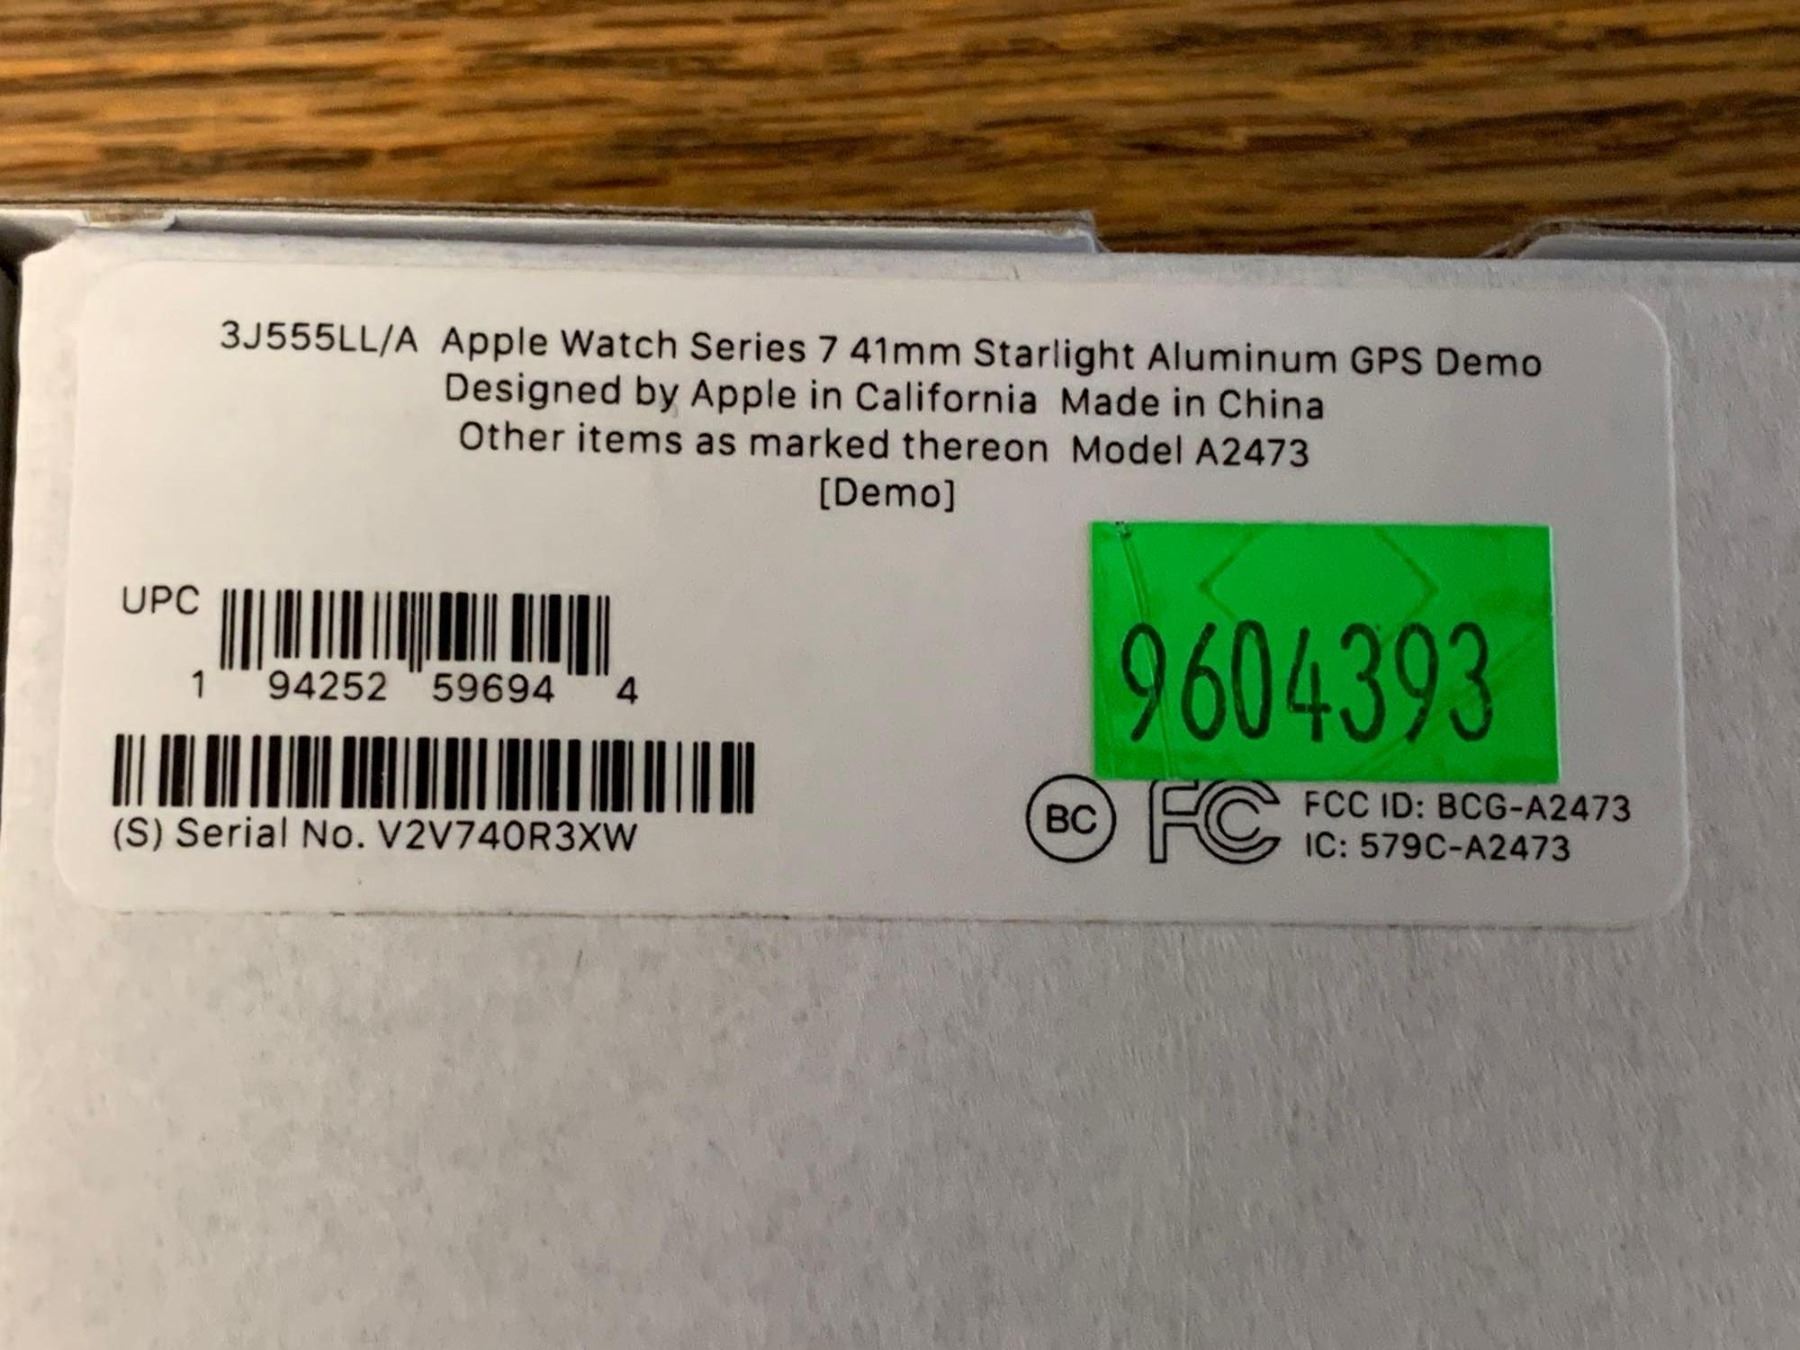 3J555LL/A Apple Watch Series 7 41mm Starlight Aluminum GPS Demo
Designed by Apple in California Made in China
Other items as marked thereon Model A2473
[Demo]
UPC
1 94252 59694 4
9604393
(S) Serial No. V2V740R3XW
BC FC FCC ID: BCG-A2473
IC: 579C-A2473